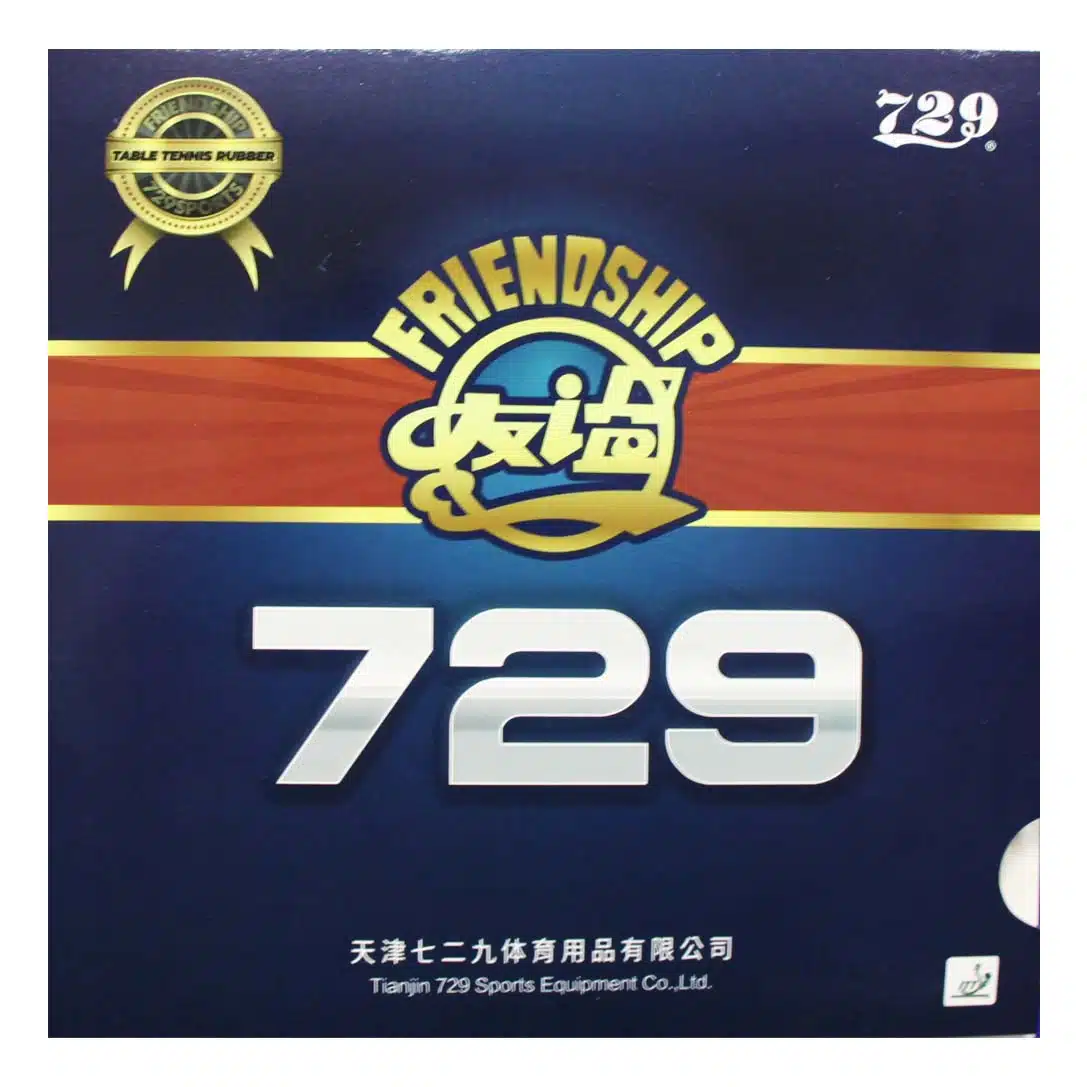 FRIENDSHIP
TABLE TENNIS RUBBER
729SPORTS
729
®
FRIENDSHIP
友谊
729
天津七二九体育用品有限公司
Tianjin 729 Sports Equipment Co.,Ltd.
ITTF